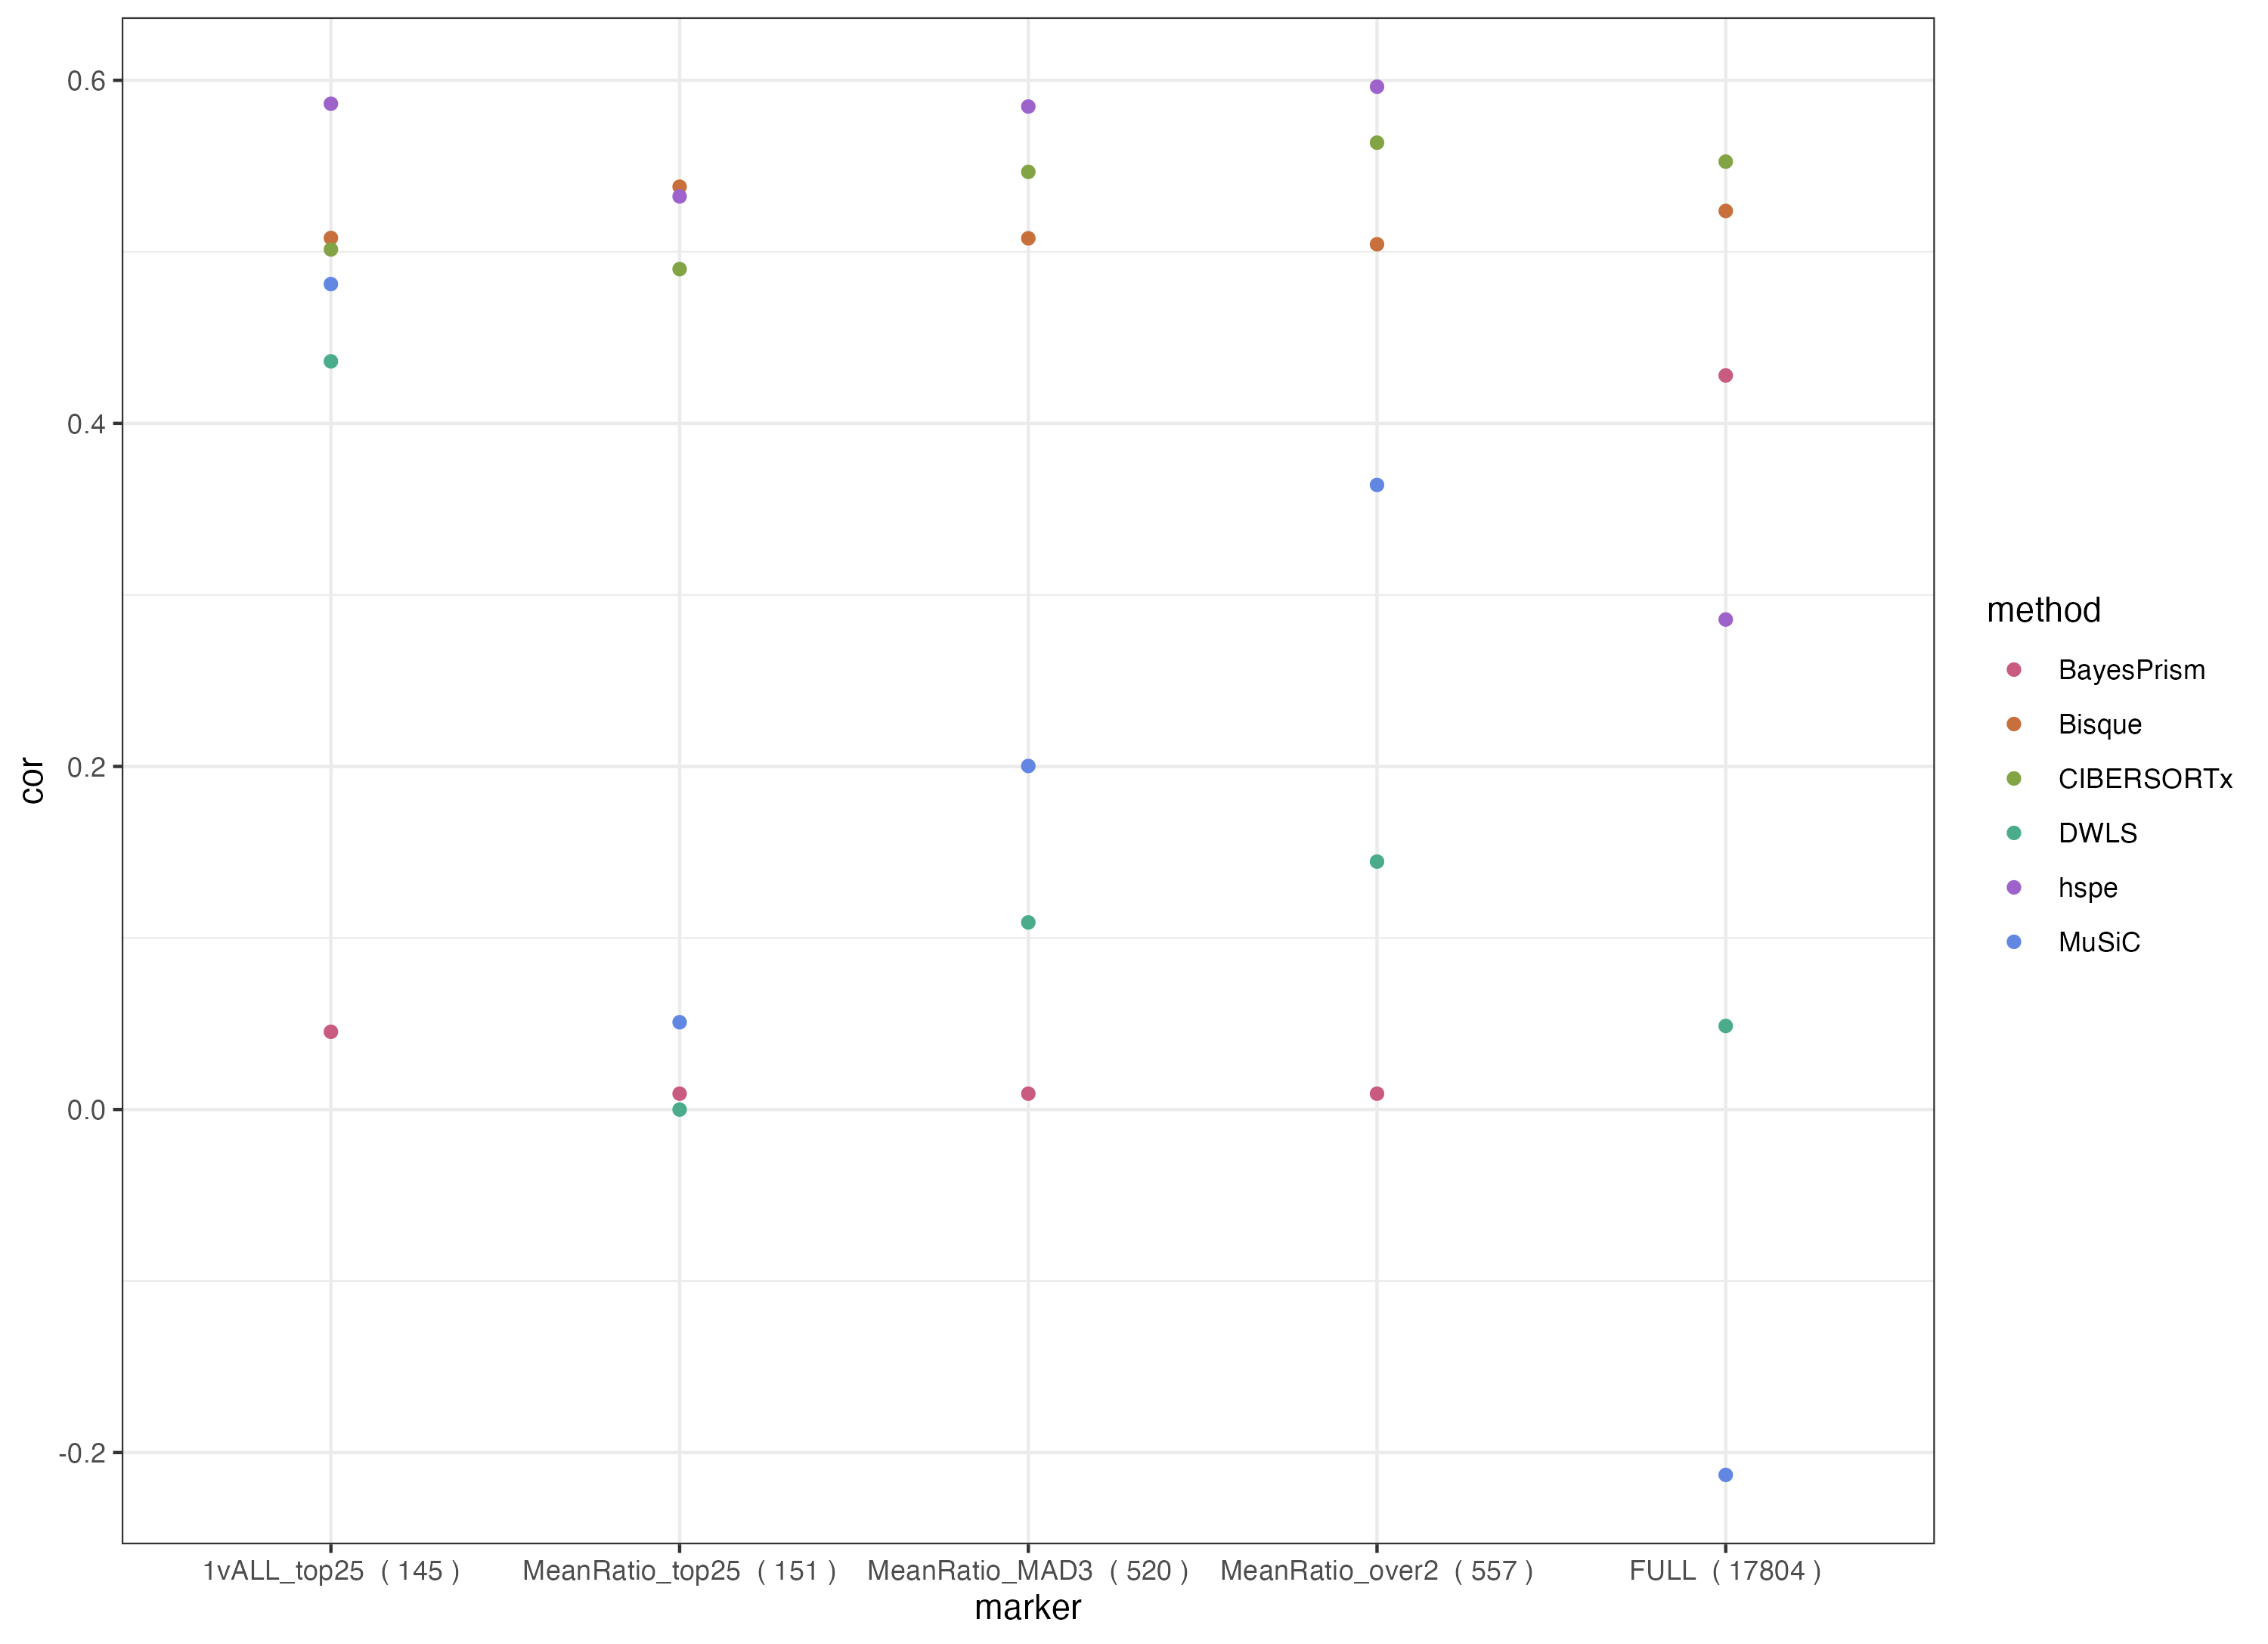 0.6
0.4
0.2
0.0
-0.2
cor
1vALL_top25 ( 145 )
MeanRatio_top25 ( 151 )
MeanRatio_MAD3 ( 520 )
MeanRatio_over2 ( 557 )
FULL ( 17804 )
marker
method
BayesPrism
Bisque
CIBERSORTx
DWLS
hspe
MuSiC